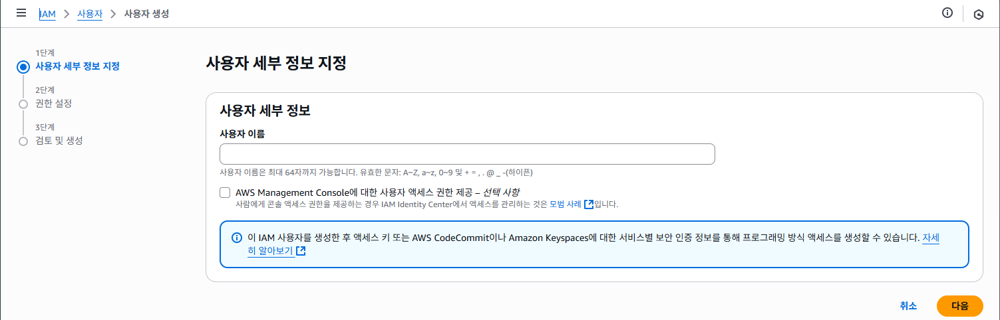 IAM > 사용자 > 사용자 생성
1단계
사용자 세부 정보 지정
2단계
권한 설정
3단계
검토 및 생성
사용자 세부 정보 지정
사용자 세부 정보
사용자 이름
사용자 이름은 최대 64자까지 가능합니다. 유효한 문자: A~Z, a~z, 0~9 및 + = , . @ _ -(하이픈)
AWS Management Console에 대한 사용자 액세스 권한 제공 – 선택 사항
사람에게 콘솔 액세스 권한을 제공하는 경우 IAM Identity Center에서 액세스를 관리하는 것은 모범 사례 입니다.
이 IAM 사용자를 생성한 후 액세스 키 또는 AWS CodeCommit이나 Amazon Keyspaces에 대한 서비스별 보안 인증 정보를 통해 프로그래밍 방식 액세스를 생성할 수 있습니다. 자세
히 알아보기
취소
다음